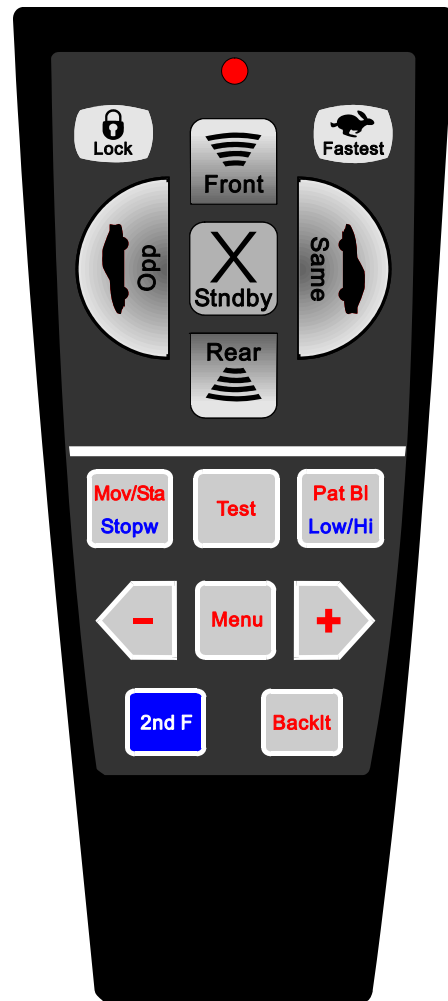 Lock
Fastest
Front
Opp
X
Stndby
Same
Rear
Mov/Sta
Stopw
Test
Pat Bl
Low/Hi
-
Menu
+
2nd F
Backlt